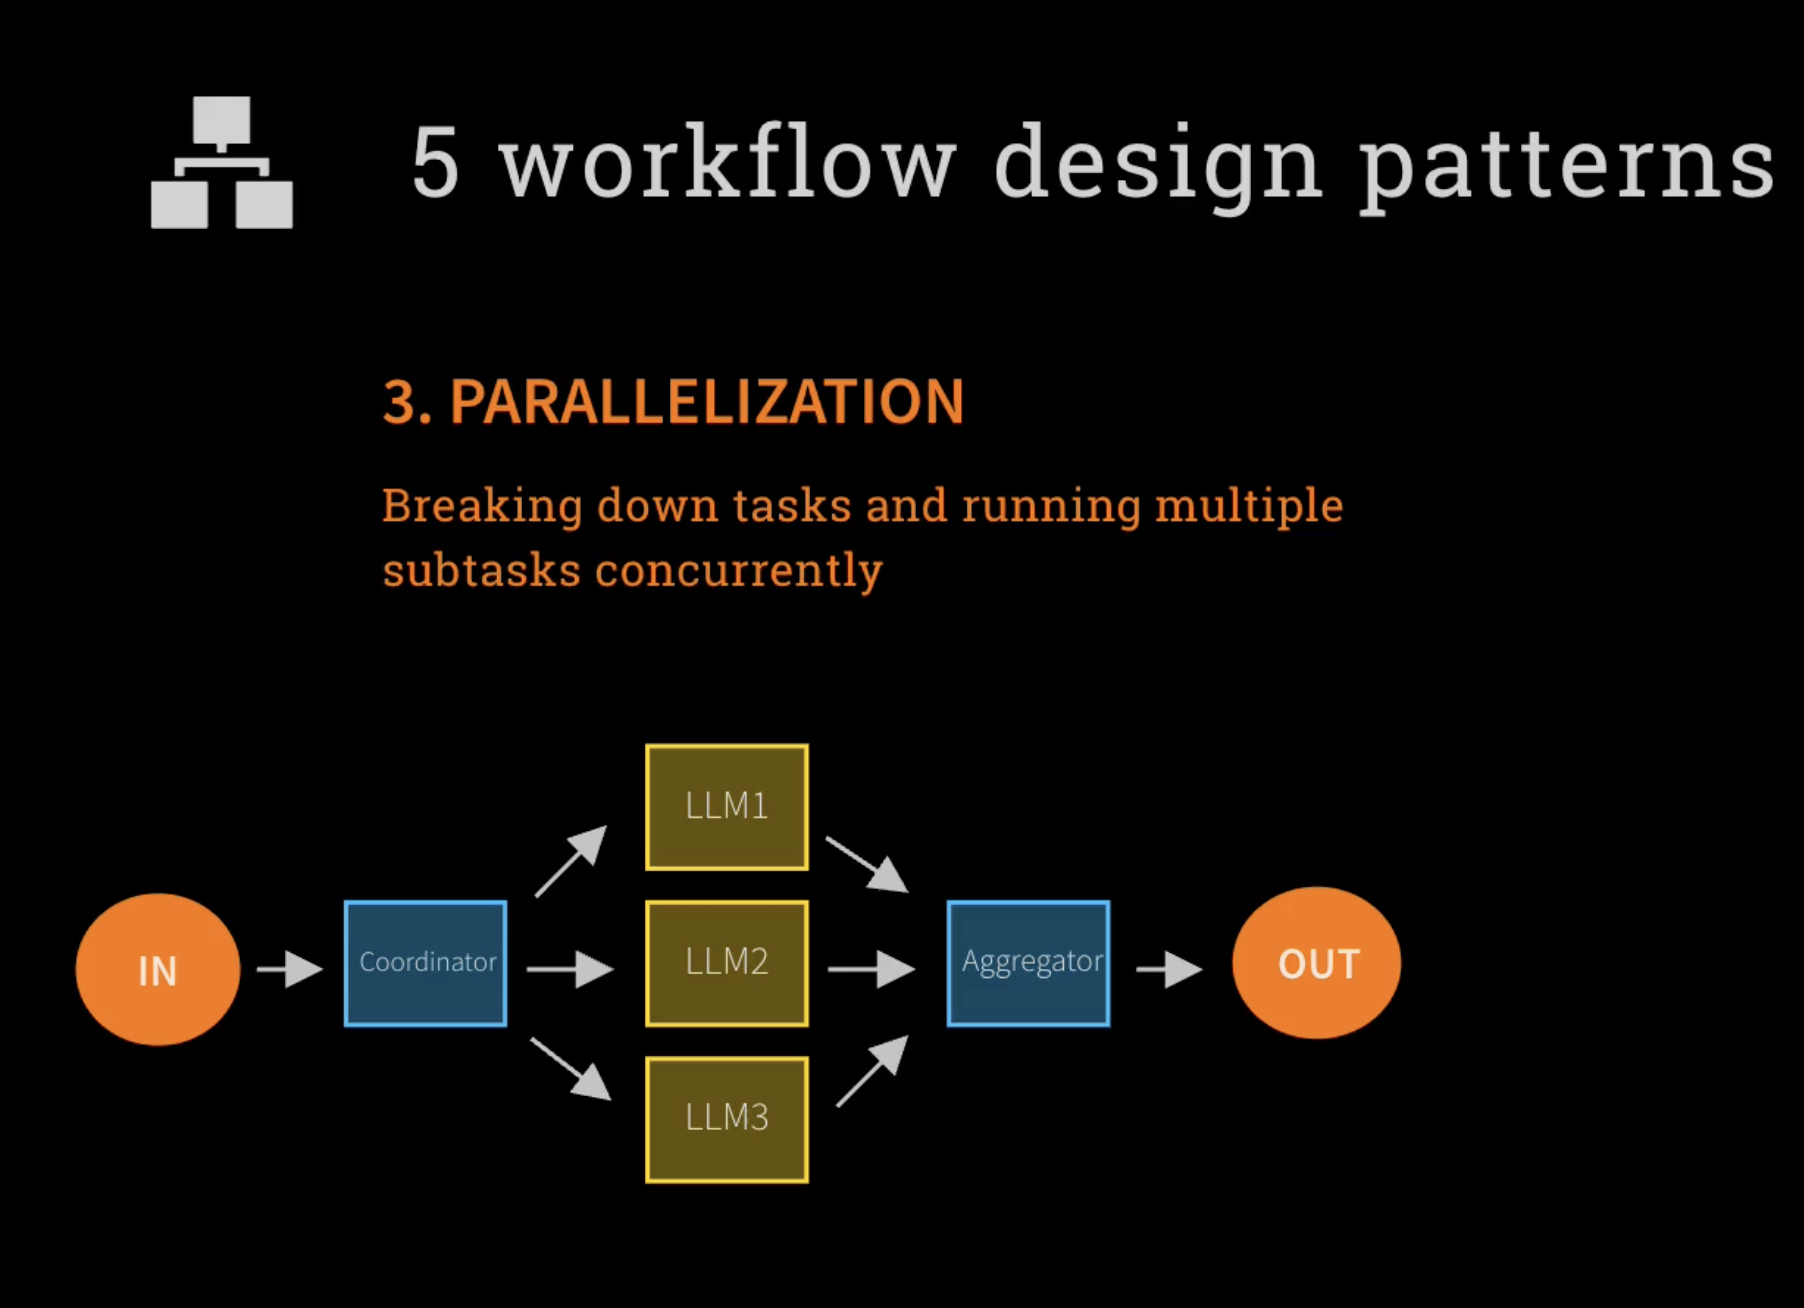 5 workflow design patterns
3. PARALLELIZATION
Breaking down tasks and running multiple
subtasks concurrently
LLM1
IN
Coordinator
LLM2
Aggregator
OUT
LLM3